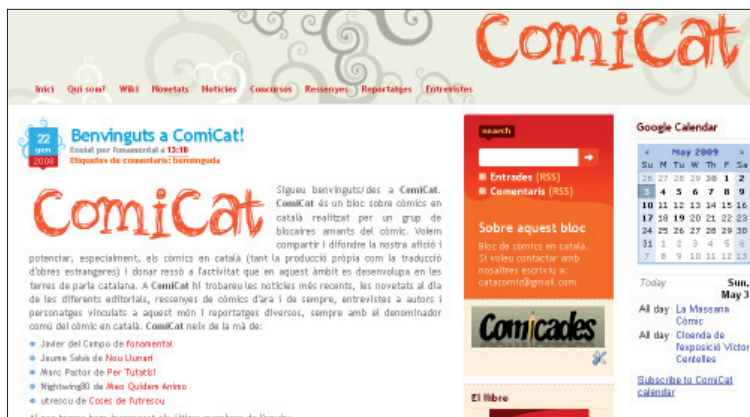 ComiCat
Inici Qui som? Wiki Novetats Noticies Concursos Ressenyes Reportatges Entrevistes
22
gen
2008
Benvinguts a ComiCat!
Enviat per fonamental a 13:10
Etiquetes de comentaris: benvinguda
ComiCat
Sigueu benvinguts/des a ComiCat.
ComiCat és un bloc sobre còmics en
català realitzat per un grup de
blocaires amants del còmic. Volem
compartir i difondre la nostra afició i
potenciar, especialment, els còmics en català (tant la producció pròpia com la traducció
d'obres estrangeres) i donar ressò a l'activitat que en aquest àmbit es desenvolupa en les
terres de parla catalana. A ComiCat hi trobareu les notícies més recents, les novetats al dia
de les diferents editorials, ressenyes de còmics d'ara i de sempre, entrevistes a autors i
personatges vinculats a aquest món i reportatges diversos, sempre amb el denominador
comú del còmic en català. ComiCat neix de la mà de:
Javier del Campo de fonamental
Jaume Salvà de Nou Llunari
Marc Pastor de Per Tutatis!
Nightwing80 de Meo Quidem Animo
utrescu de Coses de l'utrescu
search
Entrades (RSS)
Comentaris (RSS)
Sobre aquest bloc
Bloc de còmics en català.
Si voleu contactar amb
nosaltres escriviu a:
catacomic@gmail.com
Comicades
El llibre
Google Calendar
May 2009
Su M Tu W Th F Sa
26 27 28 29 30 1 2
3 4 5 6 7 8 9
10 11 12 13 14 15 16
17 18 19 20 21 22 23
24 25 26 27 28 29 30
31 1 2 3 4 5 6
7 8 9 10 11 12 13
Today Sun,
May 3
All day La Massana
Còmic
All day Cloenda de
l'exposició Víctor
Centelles
Subscribe to ComiCat
calendar